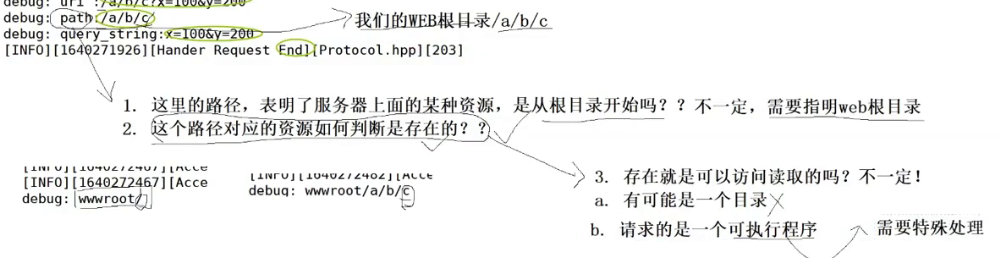 debug: uri :/a/b/c?x=100&y=200
debug: path:/a/b/c
我们的WEB根目录/a/b/c
debug: query_string:x=100&y=200
[INFO][1640271926][Hander Request End][Protocol.hpp][203]
1. 这里的路径，表明了服务器上面的某种资源，是从根目录开始吗？？不一定，需要指明web根目录
2. 这个路径对应的资源如何判断是存在的？？
[INFO][1640272467][Acce
[INFO][1640272467][Acce
debug: wwwroot/
[INFO][1640272482][Acce
debug: wwwroot/a/b/c
3. 存在就是可以访问读取的吗？不一定！
a. 有可能是一个目录
b. 请求的是一个可执行程序
需要特殊处理